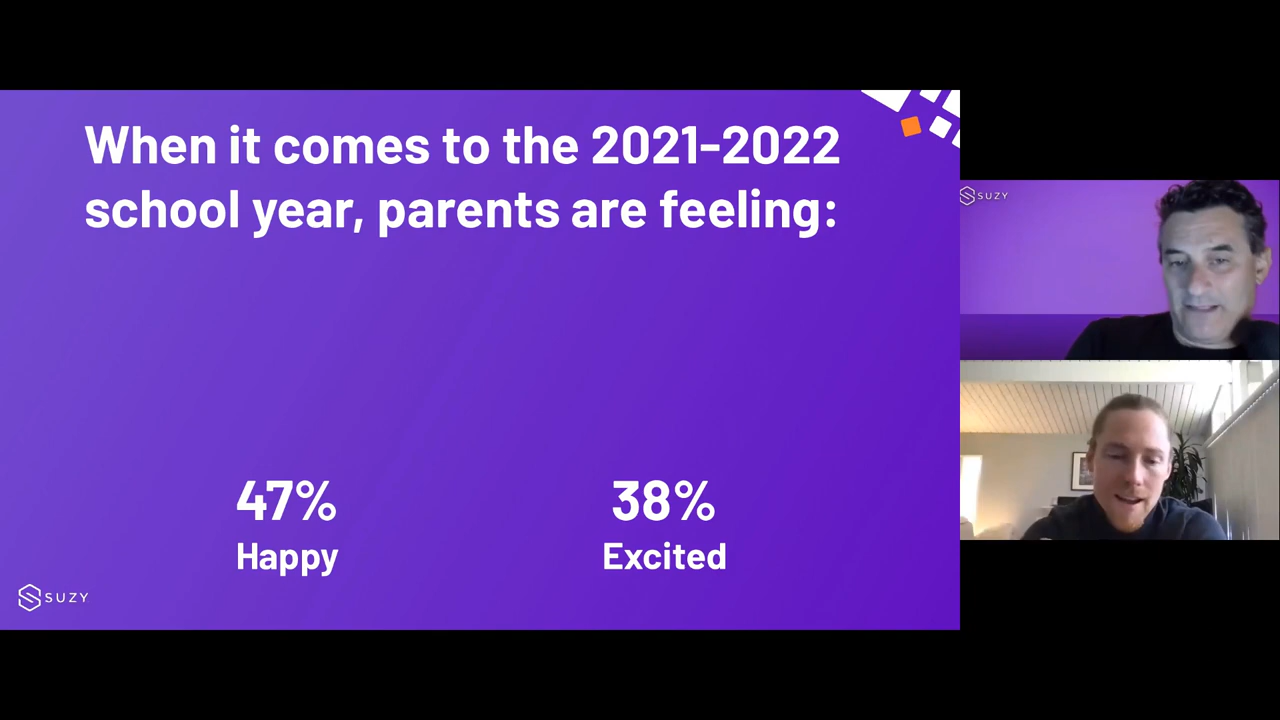 When it comes to the 2021-2022
school year, parents are feeling:
47%
Happy
38%
Excited
SUZY
SUZY